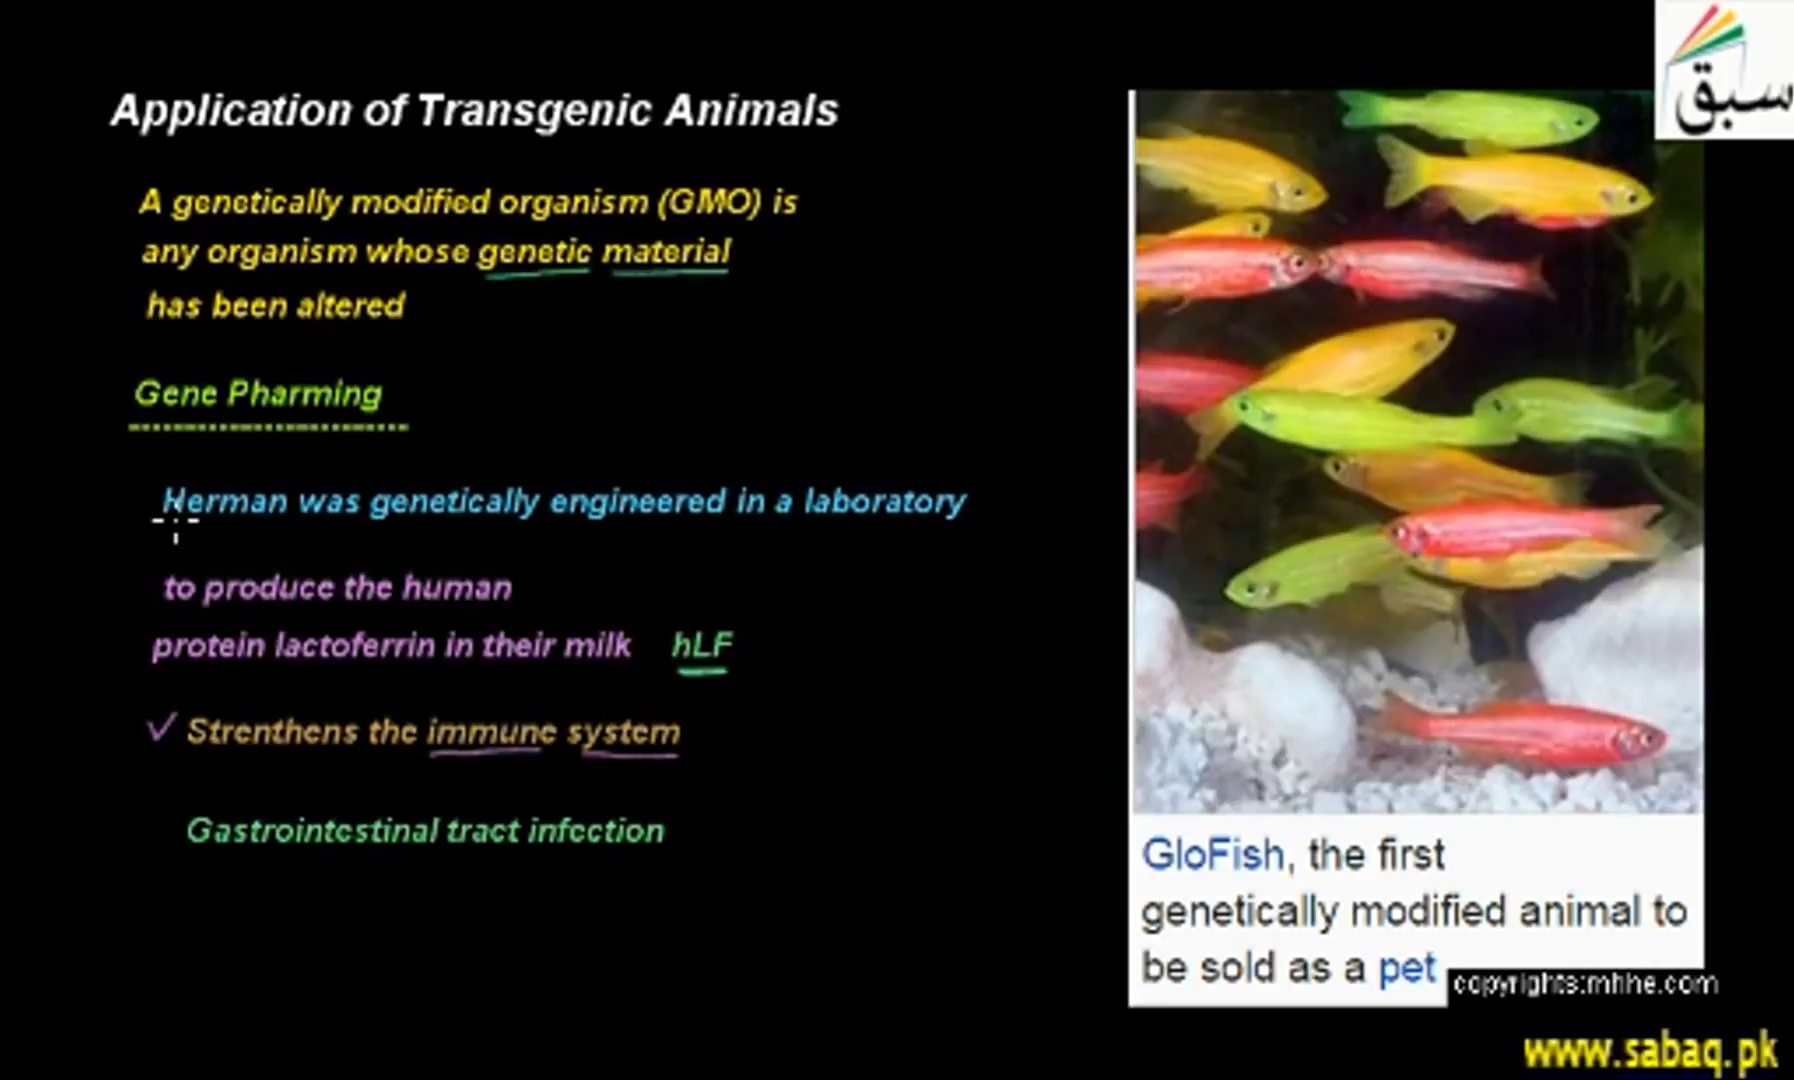 سبق
Application of Transgenic Animals
A genetically modified organism (GMO) is
any organism whose genetic material
has been altered
Gene Pharming
Herman was genetically engineered in a laboratory
to produce the human
protein lactoferrin in their milk hLF
✓ Strenthens the immune system
Gastrointestinal tract infection
GloFish, the first
genetically modified animal to
be sold as a pet
copyrights:mhhe.com
www.sabaq.pk